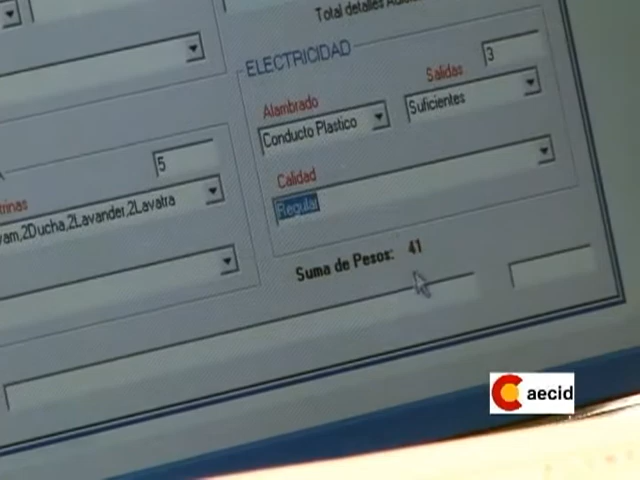 Total detalles
ELECTRICIDAD
3
Alambrado
Salidas
Conducto Plastico
Suficientes
5
Calidad
trinas
Regular
vam,2Ducha,2Lavander,2Lavatra
Suma de Pesos: 41
aecid